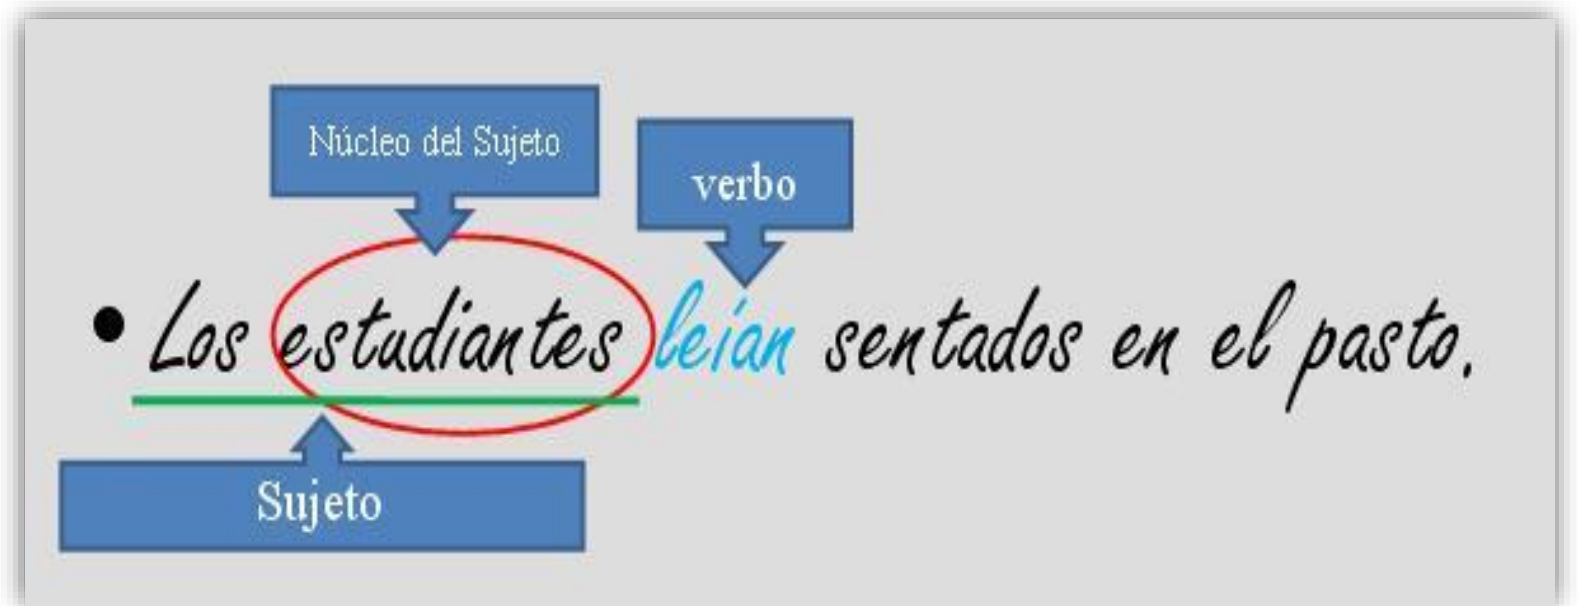 Núcleo del Sujeto
verbo
• Los estudiantes leían sentados en el pasto.
Sujeto